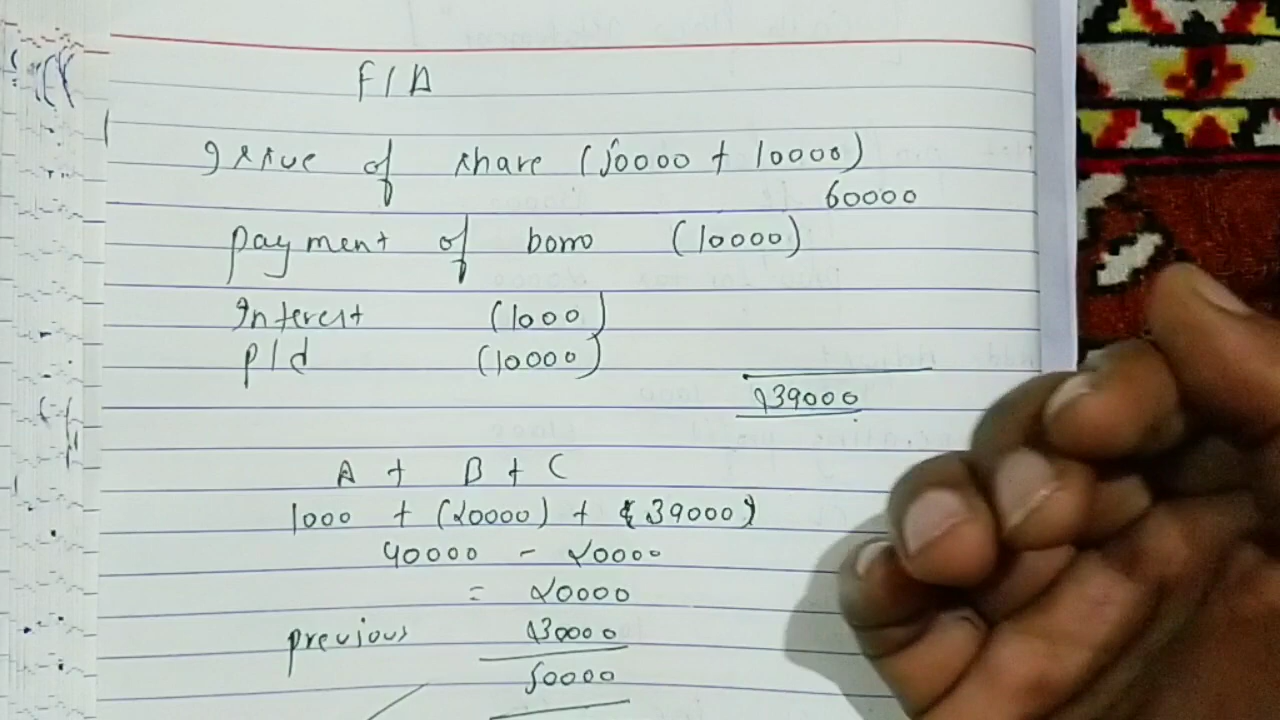 F/A
Issue of share (50000 + 10000)
60000
payment of borro (10000)
Interest (1000)
P/d (10000)
39000
A + B + C
1000 + (20000) + (39000)
40000 - 20000
= 20000
previous 30000
50000